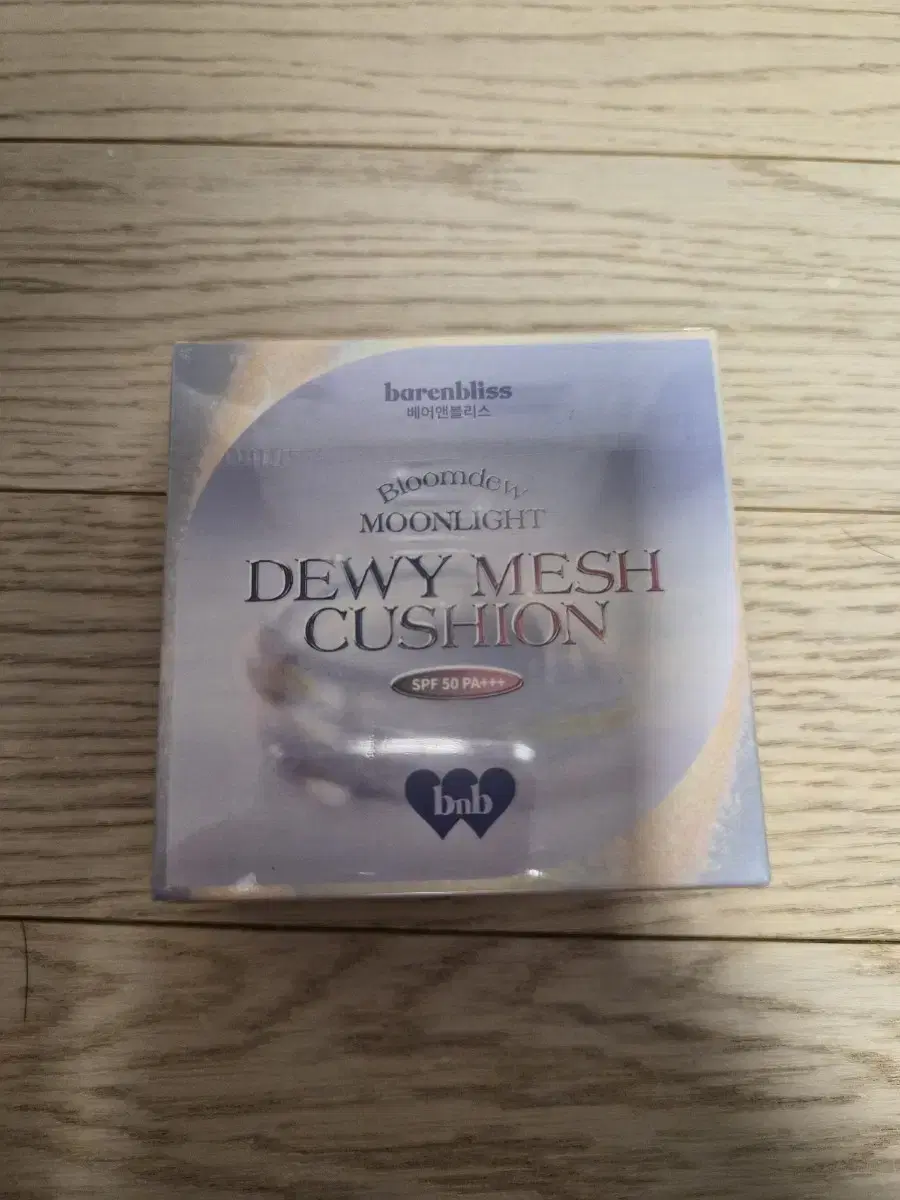 barenbliss
베어앤블리스
Bloomdew
MOONLIGHT
DEWY MESH
CUSHION
SPF 50 PA+++
bnb